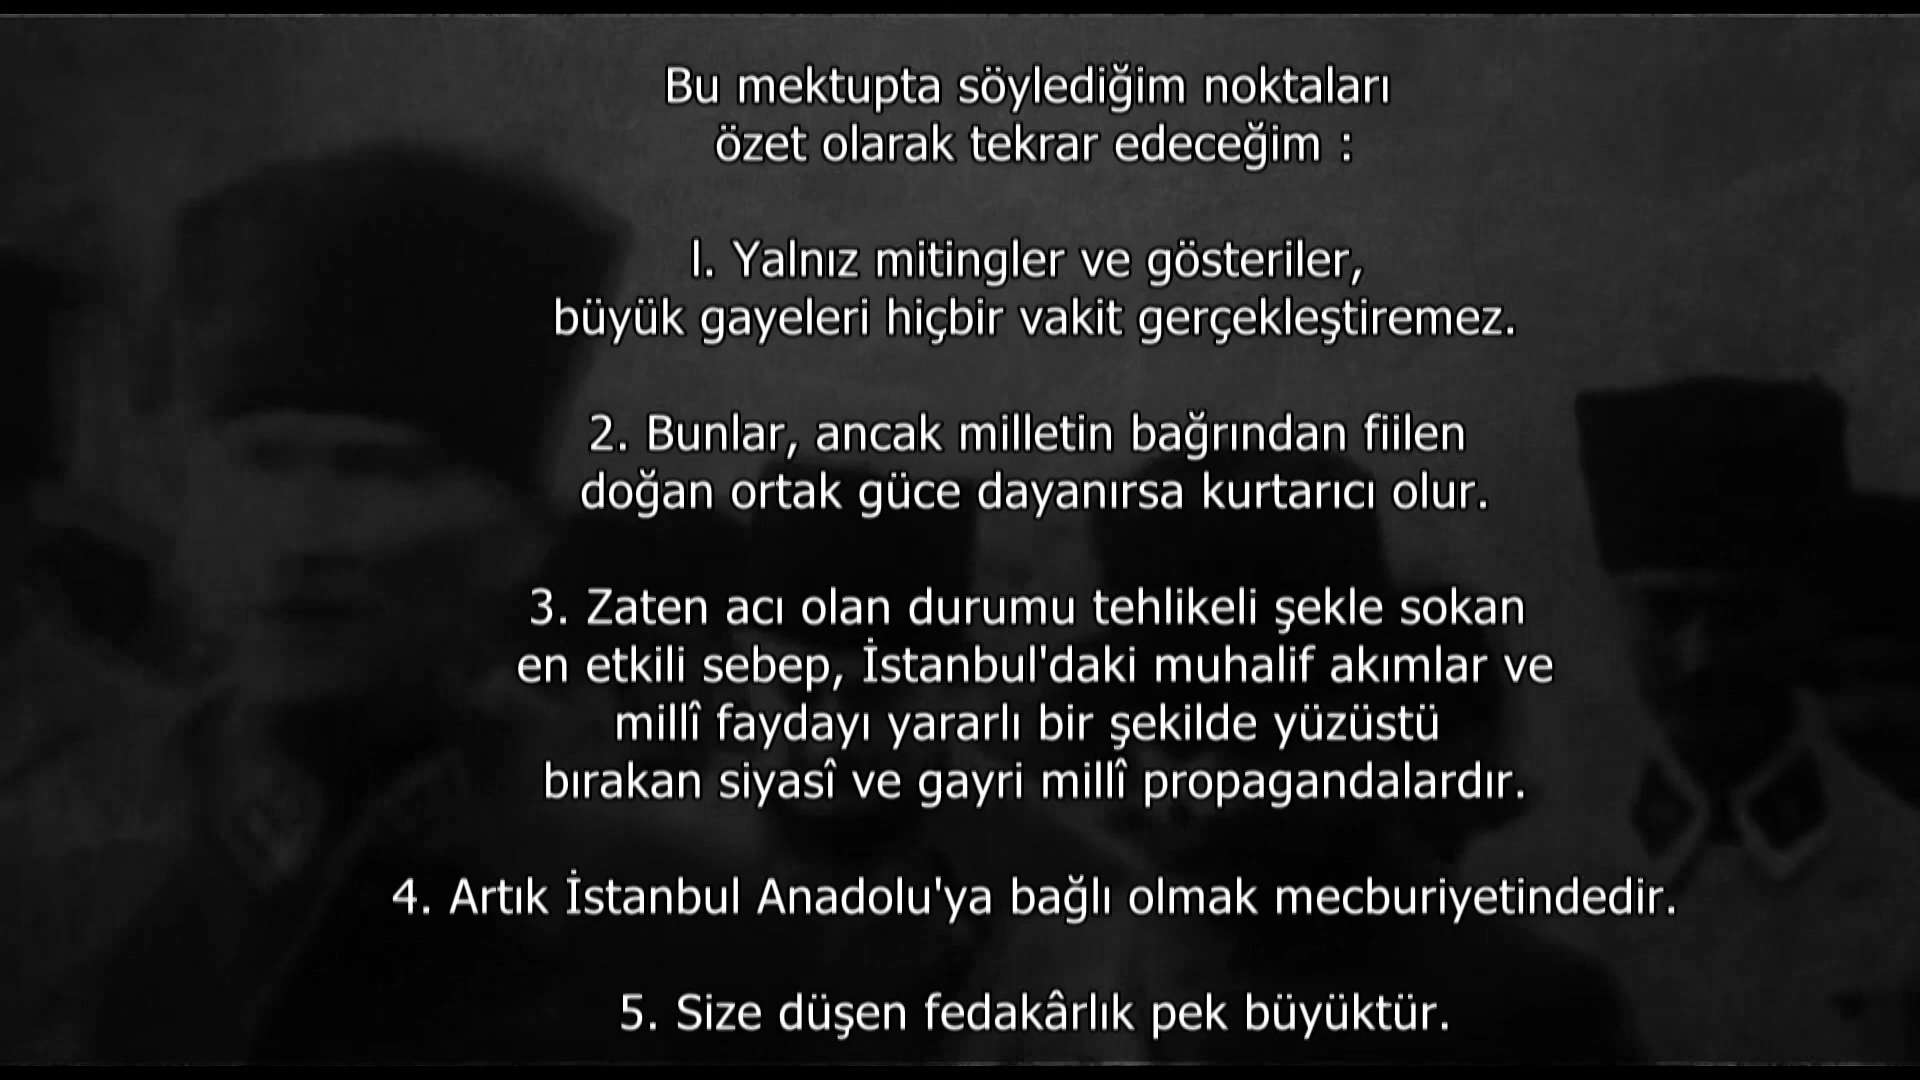 Bu mektupta söylediğim noktaları
özet olarak tekrar edeceğim :
l. Yalnız mitingler ve gösteriler,
büyük gayeleri hiçbir vakit gerçekleştiremez.
2. Bunlar, ancak milletin bağrından fiilen
doğan ortak güce dayanırsa kurtarıcı olur.
3. Zaten acı olan durumu tehlikeli şekle sokan
en etkili sebep, İstanbul'daki muhalif akımlar ve
millî faydayı yararlı bir şekilde yüzüstü
bırakan siyasî ve gayri millî propagandalardır.
4. Artık İstanbul Anadolu'ya bağlı olmak mecburiyetindedir.
5. Size düşen fedakârlık pek büyüktür.